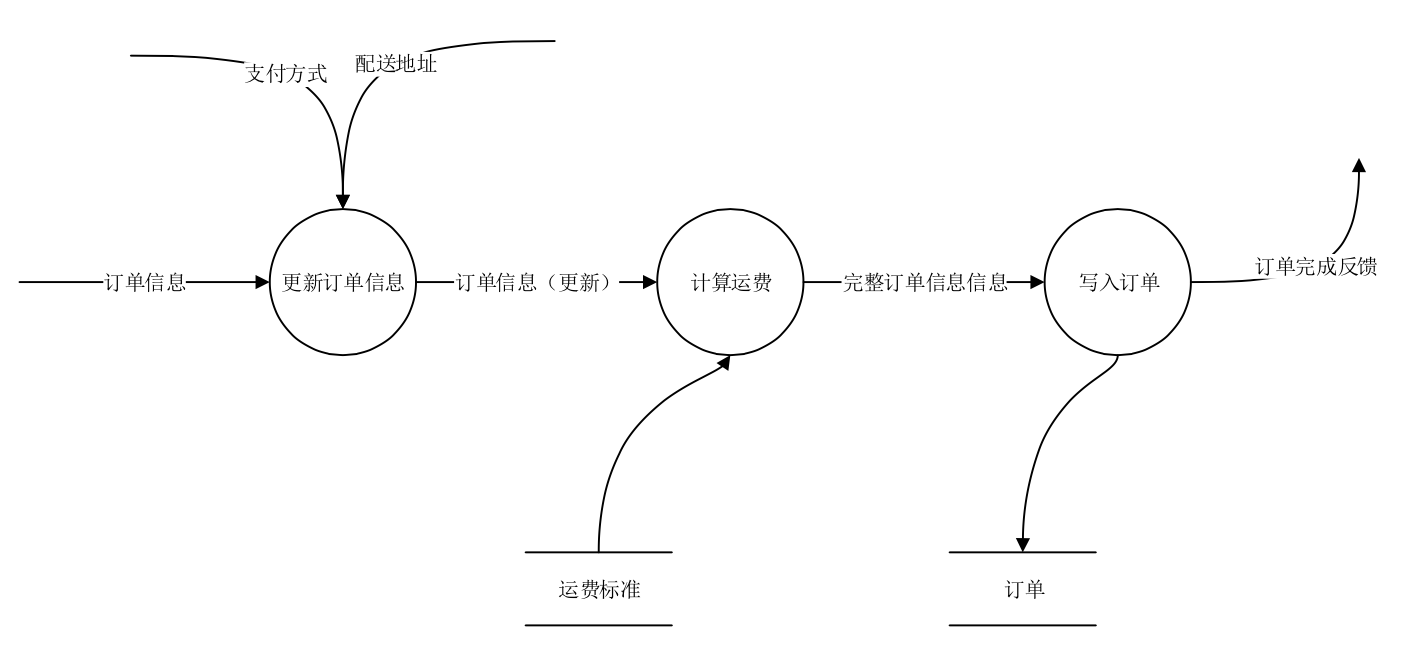 支付方式
配送地址
订单信息
更新订单信息
订单信息（更新）
计算运费
完整订单信息信息
写入订单
订单完成反馈
运费标准
订单